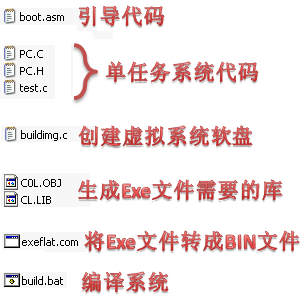 boot.asm 引导代码
PC.C
PC.H 单任务系统代码
test.c
buildimg.c 创建虚拟系统软盘
C0L.OBJ 生成Exe文件需要的库
CL.LIB
exeflat.com 将Exe文件转成BIN文件
build.bat 编译系统